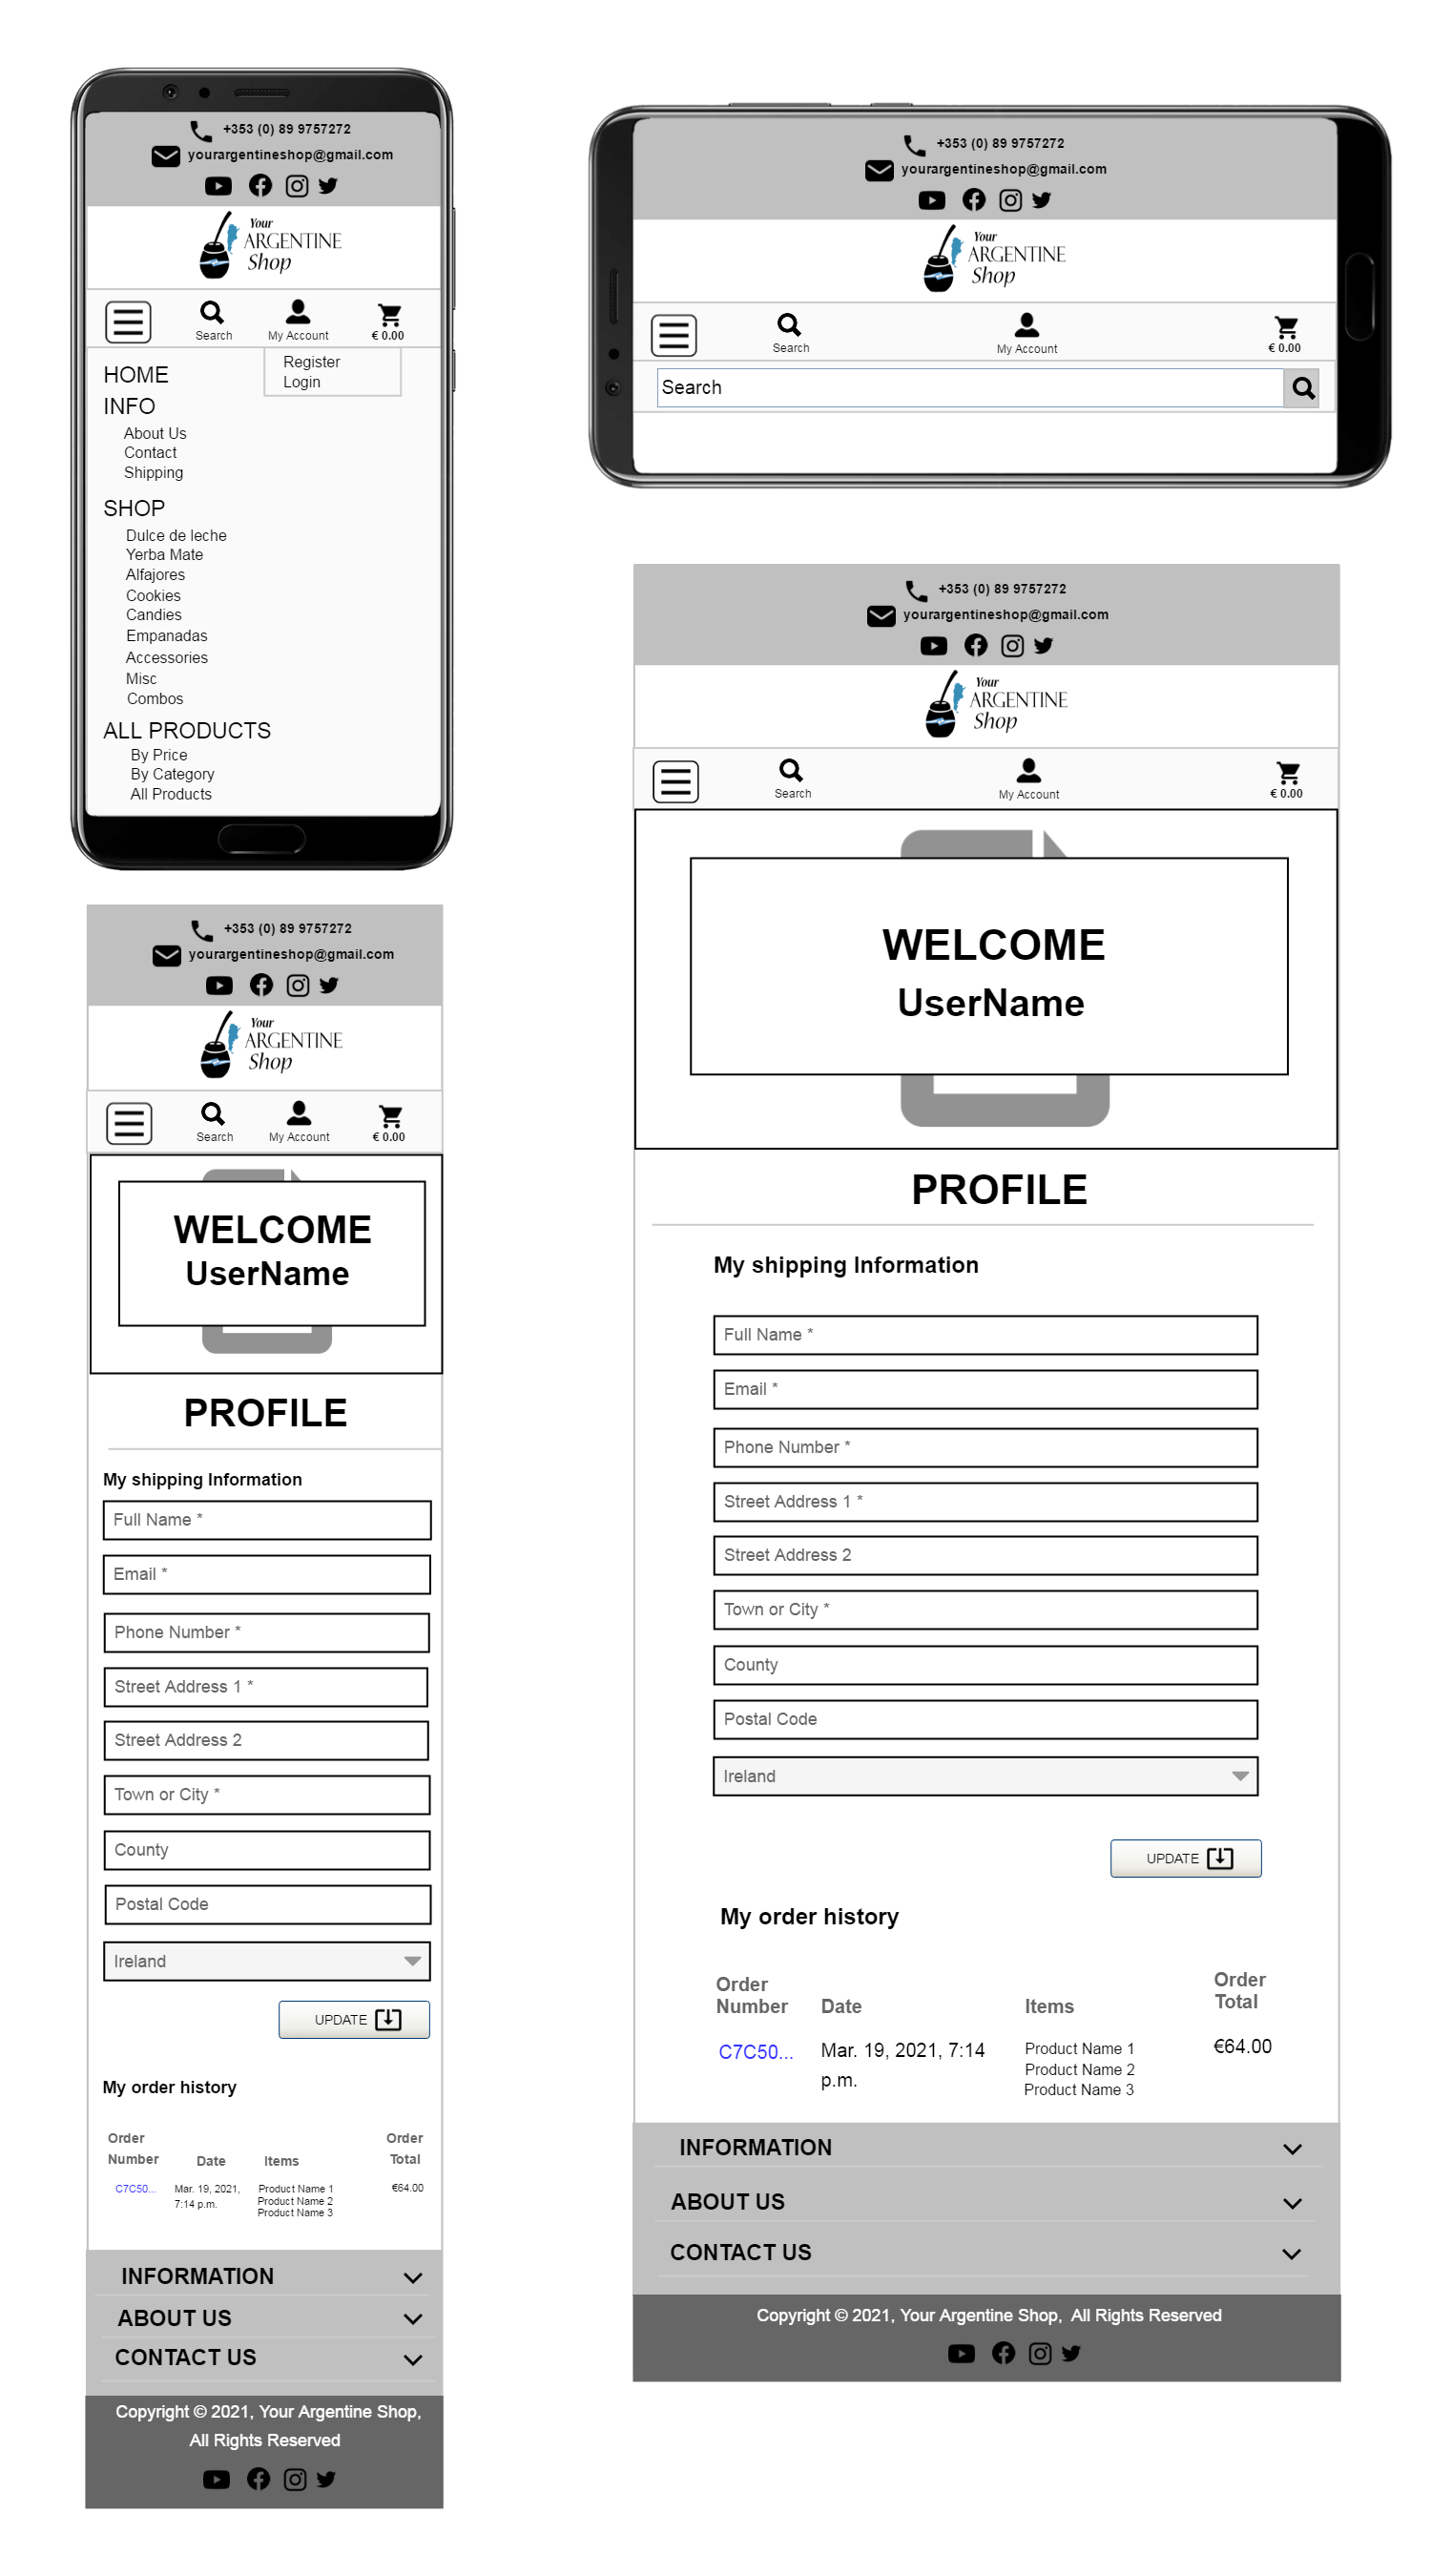 +353 (0) 89 9757272
yourargentineshop@gmail.com
Your
ARGENTINE
Shop
Search
My Account
€ 0.00
Register
Login
HOME
INFO
About Us
Contact
Shipping
SHOP
Dulce de leche
Yerba Mate
Alfajores
Cookies
Candies
Empanadas
Accessories
Misc
Combos
ALL PRODUCTS
By Price
By Category
All Products
+353 (0) 89 9757272
yourargentineshop@gmail.com
Your
ARGENTINE
Shop
Search
My Account
€ 0.00
Search
+353 (0) 89 9757272
yourargentineshop@gmail.com
Your
ARGENTINE
Shop
Search
My Account
€ 0.00
WELCOME
UserName
PROFILE
My shipping Information
Full Name *
Email *
Phone Number *
Street Address 1 *
Street Address 2
Town or City *
County
Postal Code
Ireland
UPDATE
My order history
Order Number Date Items Order Total
C7C50... Mar. 19, 2021, 7:14 p.m. Product Name 1 €64.00
Product Name 2
Product Name 3
INFORMATION
ABOUT US
CONTACT US
Copyright © 2021, Your Argentine Shop,
All Rights Reserved
+353 (0) 89 9757272
yourargentineshop@gmail.com
Your
ARGENTINE
Shop
Search
My Account
€ 0.00
WELCOME
UserName
PROFILE
My shipping Information
Full Name *
Email *
Phone Number *
Street Address 1 *
Street Address 2
Town or City *
County
Postal Code
Ireland
UPDATE
My order history
Order Number Date Items Order Total
C7C50... Mar. 19, 2021, 7:14 p.m. Product Name 1 €64.00
Product Name 2
Product Name 3
INFORMATION
ABOUT US
CONTACT US
Copyright © 2021, Your Argentine Shop, All Rights Reserved